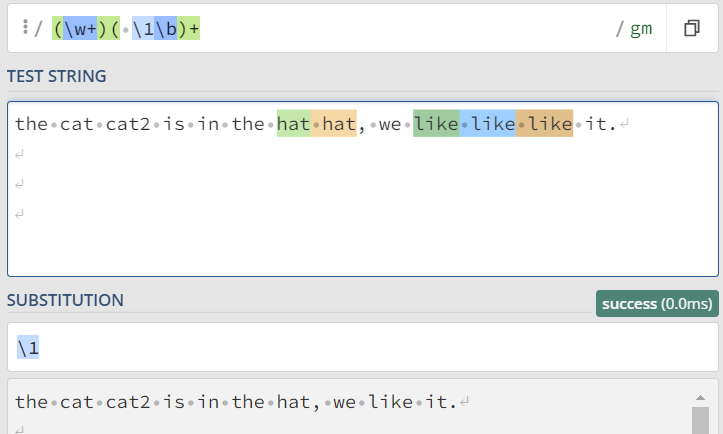 / (\w+)( \1\b)+ / gm
TEST STRING
the·cat·cat2·is·in·the·hat·hat,·we·like·like·like·it.↵
↵
↵
↵
SUBSTITUTION success (0.0ms)
\1
the·cat·cat2·is·in·the·hat,·we·like·it.↵
↵